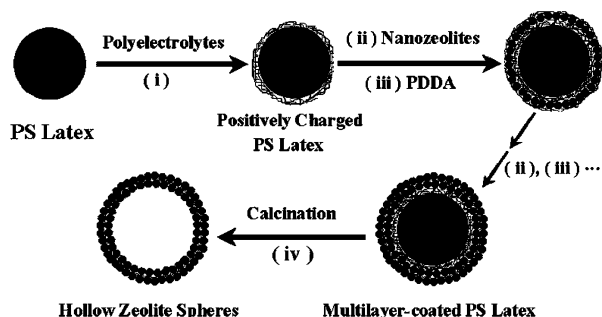 Polyelectrolytes
( i )
(ii) Nanozeolites
(iii) PDDA
PS Latex
Positively Charged
PS Latex
(ii), (iii) ···
Calcination
( iv )
Hollow Zeolite Spheres
Multilayer-coated PS Latex